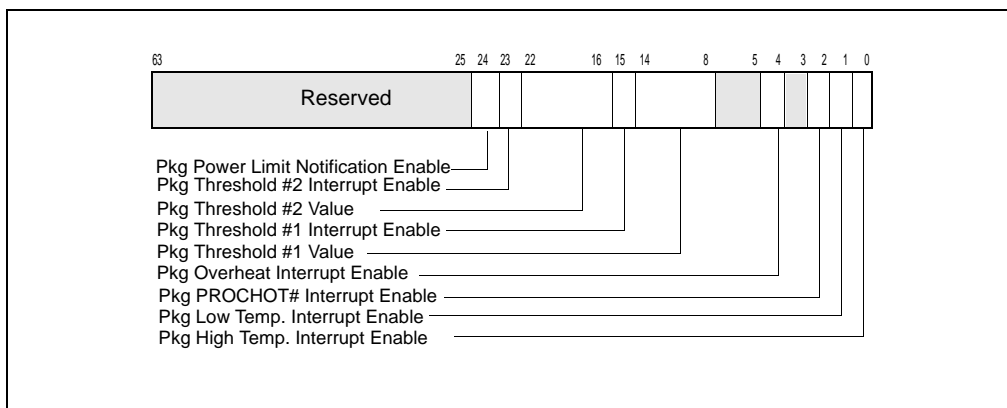 63 25 24 23 22 16 15 14 8 5 4 3 2 1 0
Reserved
Pkg Power Limit Notification Enable
Pkg Threshold #2 Interrupt Enable
Pkg Threshold #2 Value
Pkg Threshold #1 Interrupt Enable
Pkg Threshold #1 Value
Pkg Overheat Interrupt Enable
Pkg PROCHOT# Interrupt Enable
Pkg Low Temp. Interrupt Enable
Pkg High Temp. Interrupt Enable